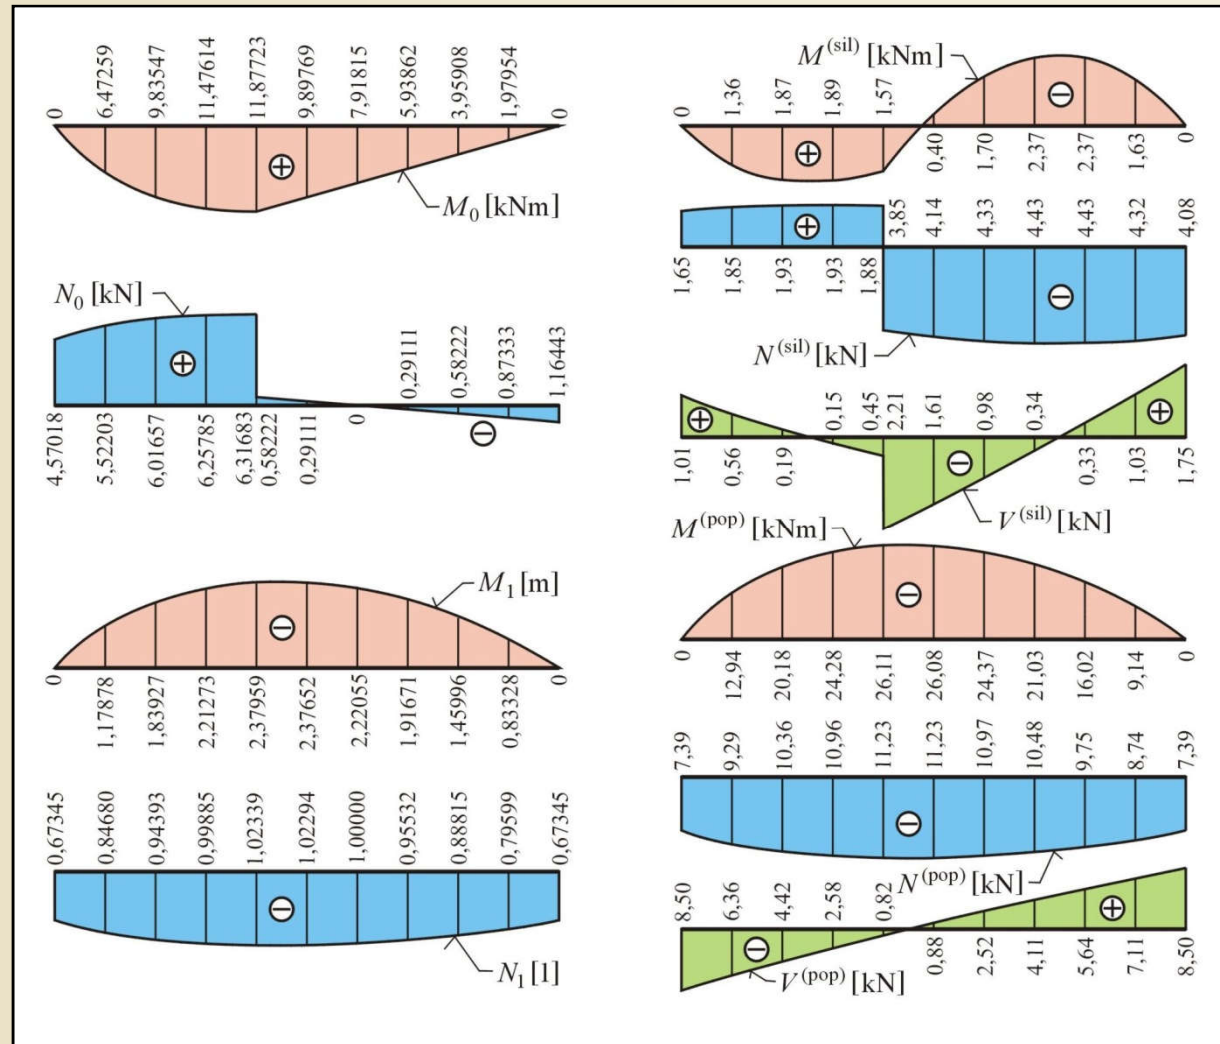 0 6,47259 9,83547 11,47614 11,87723 9,89769 7,91815 5,93862 3,95908 1,97954 0
+
M0 [kNm]
N0 [kN]
0,29111 0,58222 0,87333 1,16443
+
−
4,57018 5,52203 6,01657 6,25785 6,31683 0,58222 0,29111 0
M1 [m]
−
0 1,17878 1,83927 2,21273 2,37959 2,37652 2,22055 1,91671 1,45996 0,83328 0
0,67345 0,84680 0,94393 0,99885 1,02339 1,02294 1,00000 0,95532 0,88815 0,79599 0,67345
−
N1 [1]
M(sil) [kNm]
0 1,36 1,87 1,89 1,57
−
+
0,40 1,70 2,37 2,37 1,63 0
3,85 4,14 4,33 4,43 4,43 4,32 4,08
+
1,65 1,85 1,93 1,93 1,88
−
N(sil) [kN]
0,15 0,45 2,21 1,61 0,98 0,34
+
+
−
1,01 0,56 0,19
0,33 1,03 1,75
V(sil) [kN]
M(pop) [kNm]
−
0 12,94 20,18 24,28 26,11 26,08 24,37 21,03 16,02 9,14 0
7,39 9,29 10,36 10,96 11,23 11,23 10,97 10,48 9,75 8,74 7,39
−
N(pop) [kN]
8,50 6,36 4,42 2,58 0,82
+
−
0,88 2,52 4,11 5,64 7,11 8,50
V(pop) [kN]